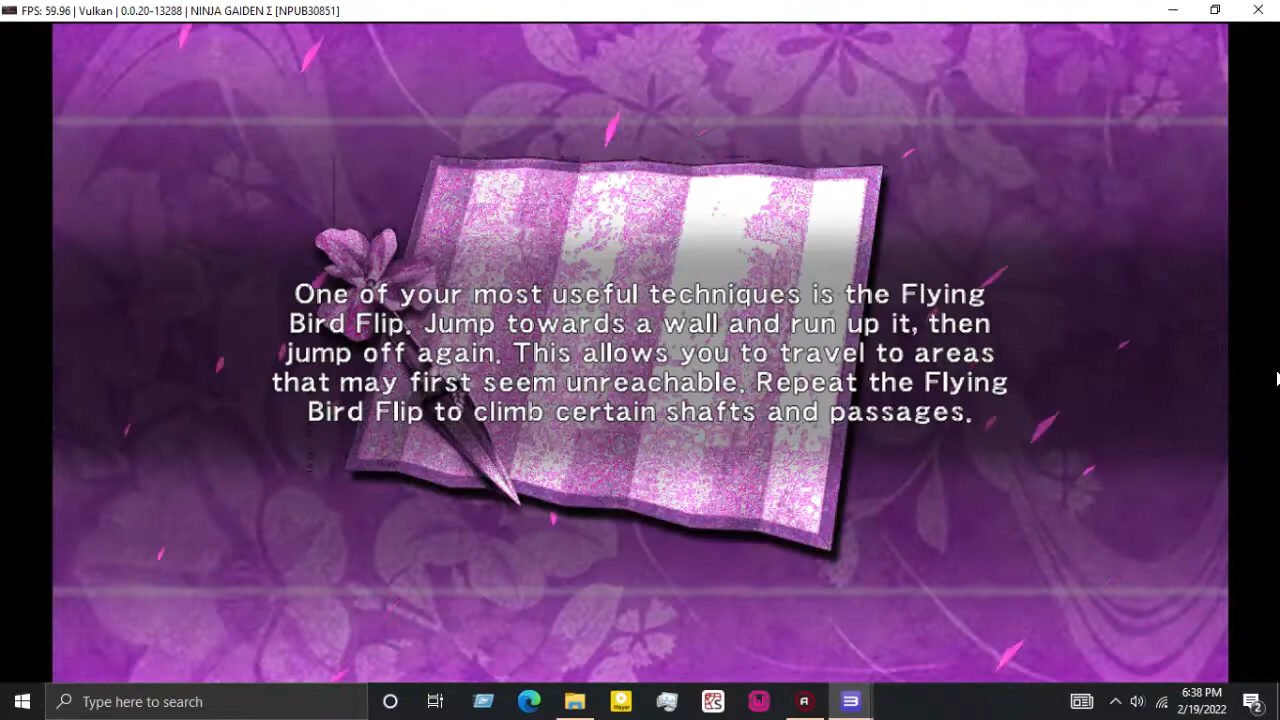 FPS: 59.96 | Vulkan | 0.0.20-13288 | NINJA GAIDEN Σ [NPUB30851]
One of your most useful techniques is the Flying
Bird Flip. Jump towards a wall and run up it, then
jump off again. This allows you to travel to areas
that may first seem unreachable. Repeat the Flying
Bird Flip to climb certain shafts and passages.
Type here to search
Player
6:38 PM
2/19/2022
2